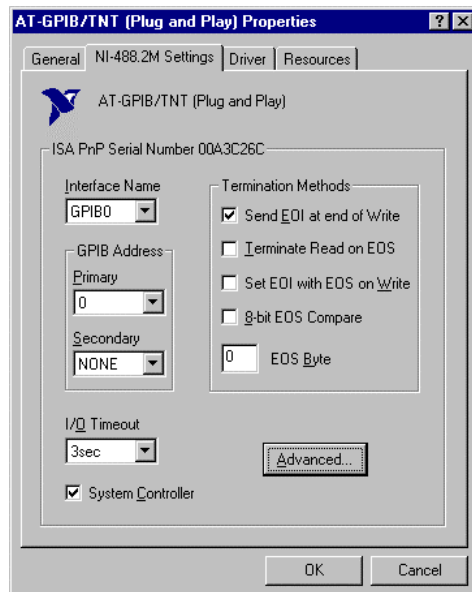 AT-GPIB/TNT (Plug and Play) Properties
General NI-488.2M Settings Driver Resources
AT-GPIB/TNT (Plug and Play)
ISA PnP Serial Number 00A3C26C
Interface Name
GPIB0
GPIB Address
Primary
0
Secondary
NONE
I/O Timeout
3sec
System Controller
Termination Methods
Send EOI at end of Write
Terminate Read on EOS
Set EOI with EOS on Write
8-bit EOS Compare
0 EOS Byte
Advanced...
OK Cancel